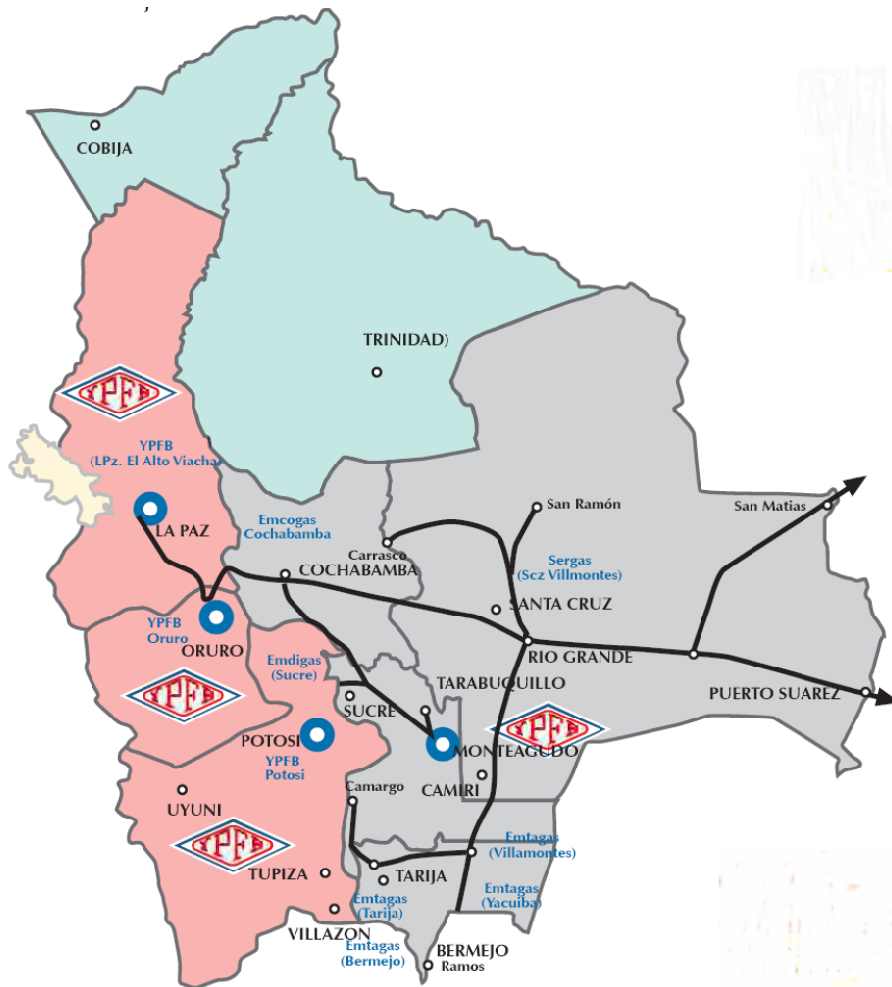 ,
COBIJA
TRINIDAD)
YPFB
YPFB
(LPz. El Alto Viacha)
LA PAZ
Emcogas
Cochabamba
San Ramón
San Matias
Carrasco
COCHABAMBA
Sergas
(Scz Villmontes)
SANTA CRUZ
YPFB
Oruro
ORURO
Emdigas
(Sucre)
RIO GRANDE
YPFB
SUCRE
TARABUQUILLO
PUERTO SUAREZ
YPFB
POTOSI
YPFB
Potosi
MONTEAGUDO
UYUNI
Camargo
CAMIRI
YPFB
TUPIZA
TARIJA
Emtagas
(Villamontes)
Emtagas
(Tarija)
Emtagas
(Yacuiba)
VILLAZON
Emtagas
(Bermejo)
BERMEJO
Ramos